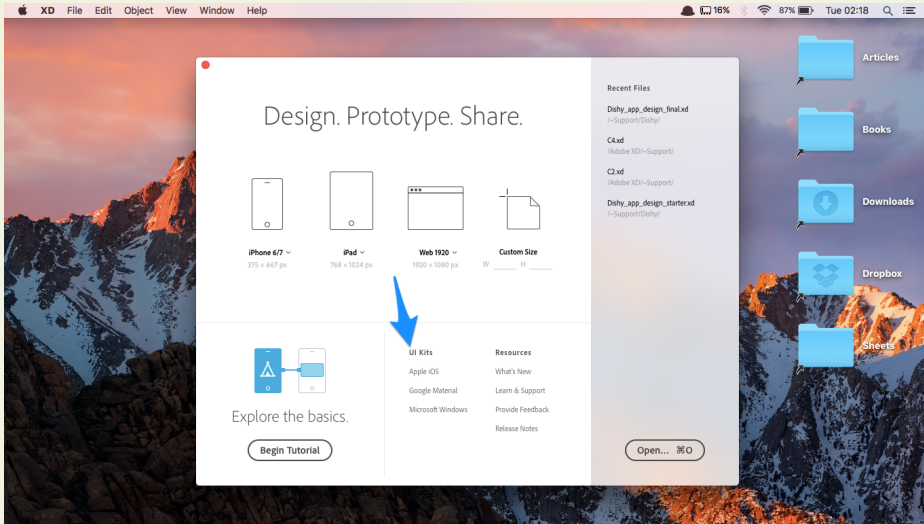 XD File Edit Object View Window Help 16% 87% Tue 02:18
Articles
Books
Downloads
Dropbox
Sheets
Design. Prototype. Share.
iPhone 6/7
375 × 667 px
iPad
768 × 1024 px
Web 1920
1920 × 1080 px
Custom Size
W H
Explore the basics.
Begin Tutorial
UI Kits
Apple iOS
Google Material
Microsoft Windows
Resources
What's New
Learn & Support
Provide Feedback
Release Notes
Recent Files
Dishy_app_design_final.xd
/~Support/Dishy/
C4.xd
/Adobe XD/~Support/
C2.xd
/Adobe XD/~Support/
Dishy_app_design_starter.xd
/~Support/Dishy/
Open... ⌘O